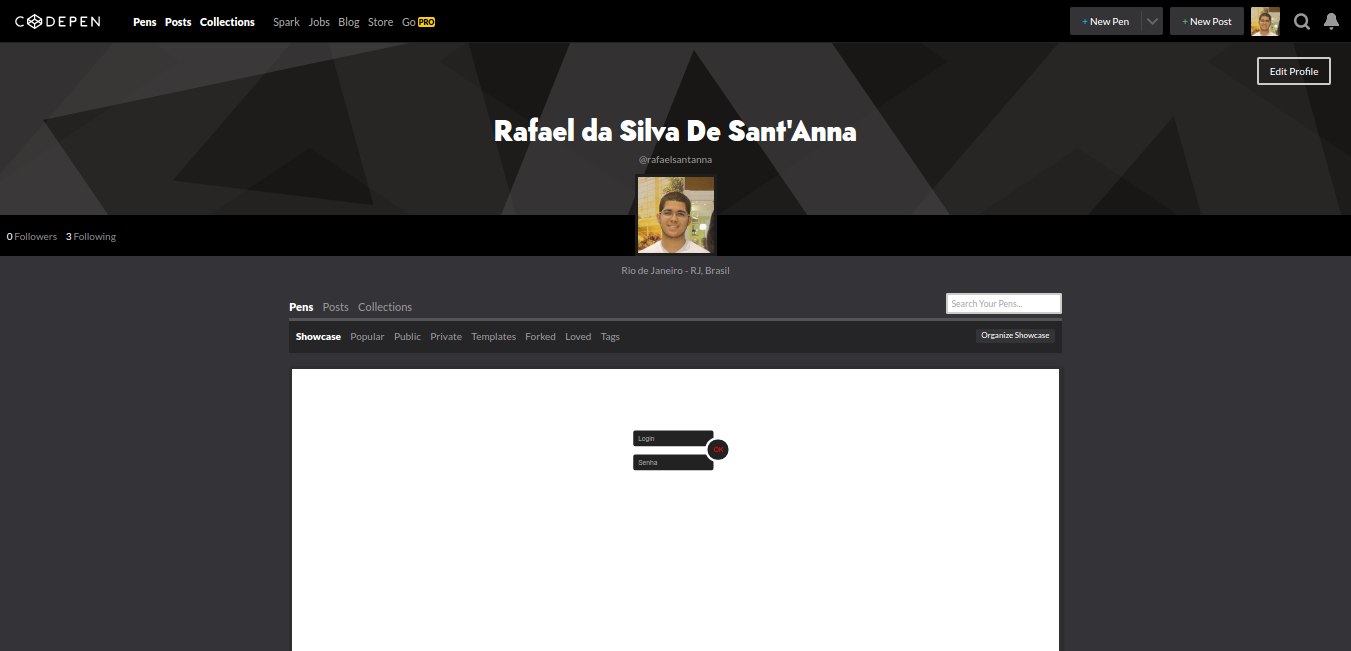 CODEPEN Pens Posts Collections Spark Jobs Blog Store Go PRO + New Pen + New Post
Edit Profile
Rafael da Silva De Sant'Anna
@rafaelsantanna
0 Followers 3 Following
Rio de Janeiro - RJ, Brasil
Pens Posts Collections Search Your Pens...
Showcase Popular Public Private Templates Forked Loved Tags Organize Showcase
Login
OK
Senha